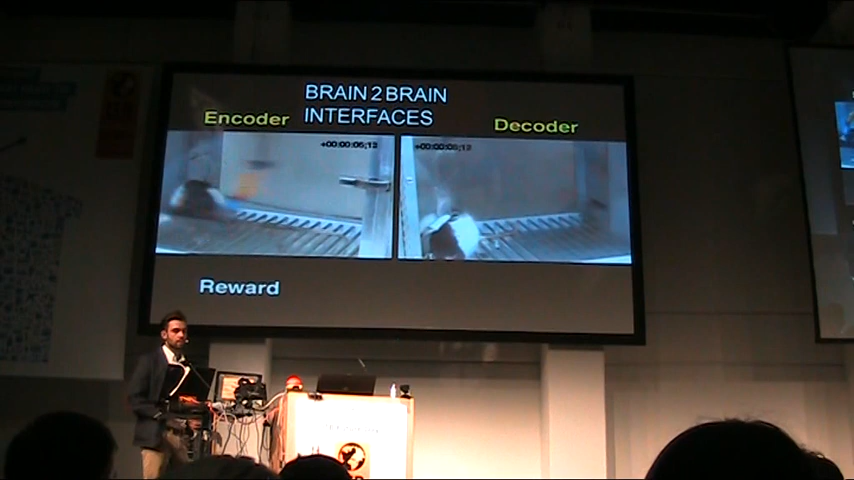 BRAIN 2 BRAIN
INTERFACES
Encoder
Decoder
+00:00:06;12
+00:00:06;12
Reward